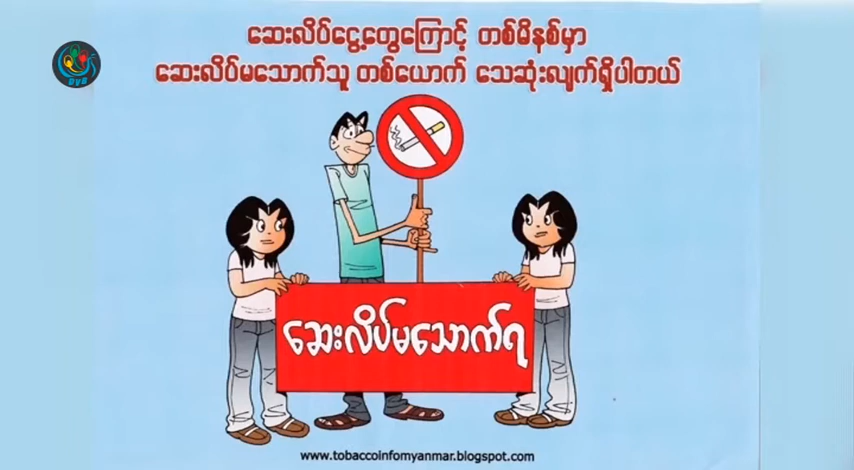 ဆေးလိပ်ငွေ့တွေကြောင့် တစ်မိနစ်မှာ
ဆေးလိပ်မသောက်သူ တစ်ယောက် သေဆုံးလျက်ရှိပါတယ်
DVB
ဆေးလိပ်မသောက်ရ
www.tobaccoinfomyanmar.blogspot.com